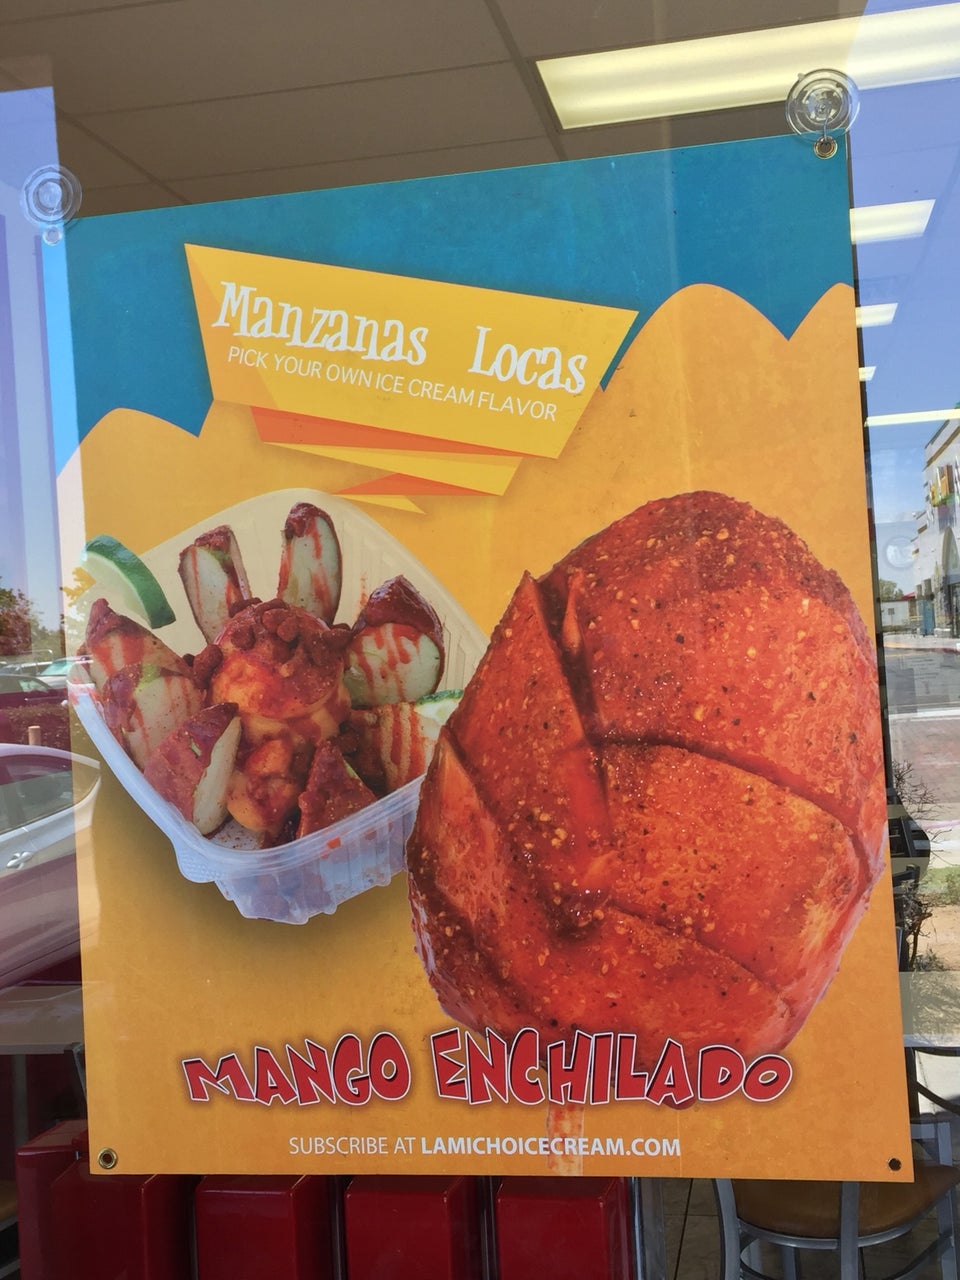 Manzanas Locas
PICK YOUR OWN ICE CREAM FLAVOR
MANGO ENCHILADO
SUBSCRIBE AT LAMICHOICECREAM.COM